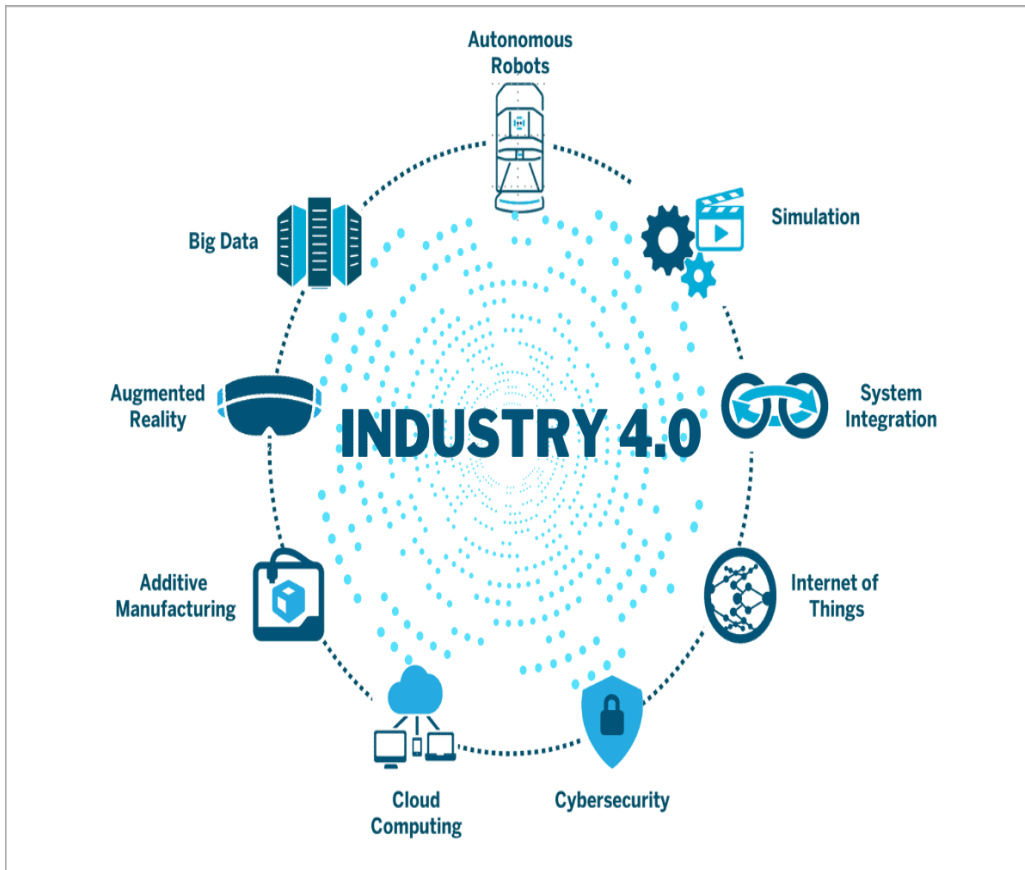 Autonomous
Robots
Simulation
Big Data
System
Integration
Augmented
Reality
INDUSTRY 4.0
Internet of
Things
Additive
Manufacturing
Cybersecurity
Cloud
Computing